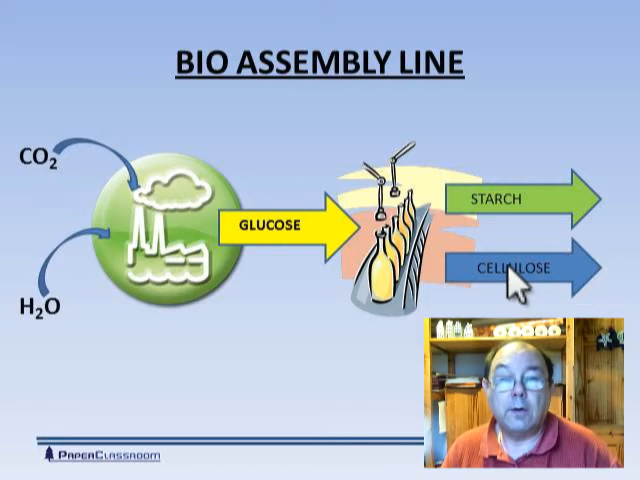 BIO ASSEMBLY LINE
CO₂
GLUCOSE
STARCH
CELLULOSE
H₂O
PAPERCLASSROOM